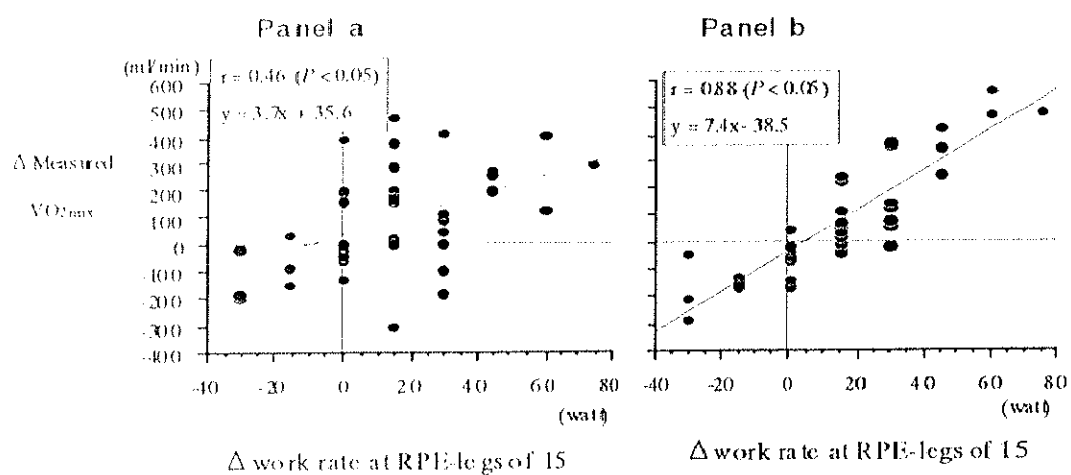 Panel a
Panel b
(ml/min)
r = 0.46 (P < 0.05)
y = 3.7x + 35.6
r = 0.88 (P < 0.05)
y = 7.4x - 38.5
600
500
400
300
200
100
0
-100
-200
-300
-400
Δ Measured
VO2max
-40 -20 0 20 40 60 80
-40 -20 0 20 40 60 80
(watt)
(watt)
Δ work rate at RPE-legs of 15
Δ work rate at RPE-legs of 15